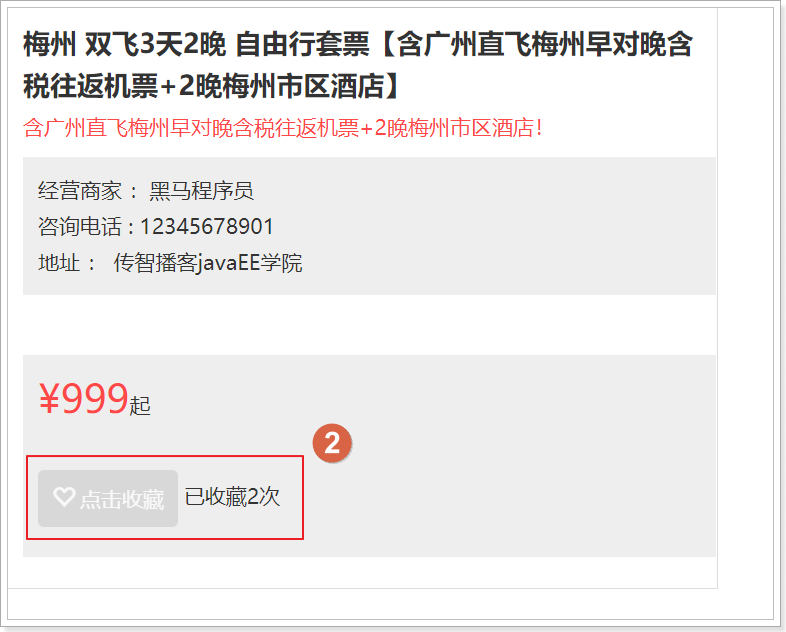 梅州 双飞3天2晚 自由行套票【含广州直飞梅州早对晚含
税往返机票+2晚梅州市区酒店】
含广州直飞梅州早对晚含税往返机票+2晚梅州市区酒店！
经营商家 ：黑马程序员
咨询电话 : 12345678901
地址 ： 传智播客javaEE学院
¥999起
2
点击收藏 已收藏2次